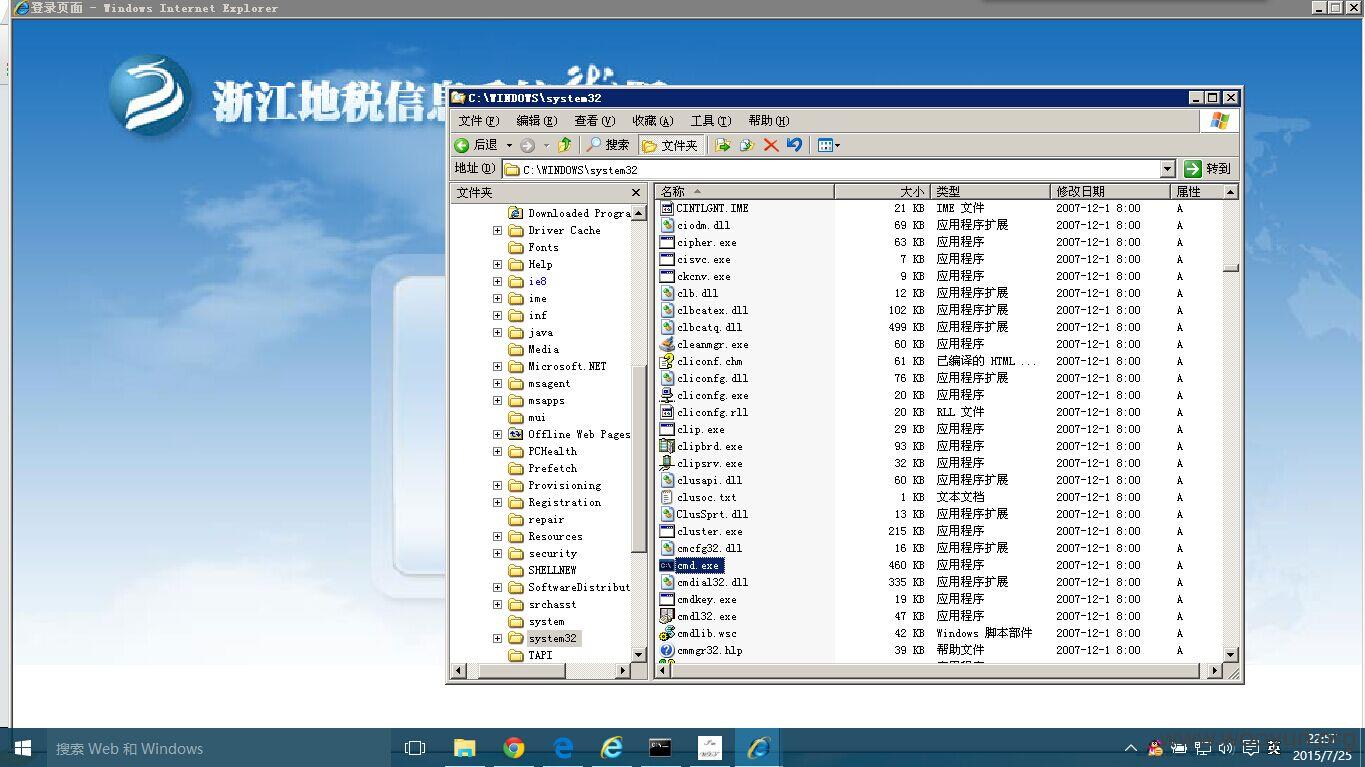 登录页面 - Windows Internet Explorer
浙江地税信息
C:\WINDOWS\system32
文件(F) 编辑(E) 查看(V) 收藏(A) 工具(T) 帮助(H)
后退 搜索 文件夹
地址(D) C:\WINDOWS\system32 转到
文件夹
Downloaded Progra
Driver Cache
Fonts
Help
ie8
ime
inf
java
Media
Microsoft.NET
msagent
msapps
mui
Offline Web Pages
PCHealth
Prefetch
Provisioning
Registration
repair
Resources
security
SHELLNEW
SoftwareDistribut
srchasst
system
system32
TAPI
名称 大小 类型 修改日期 属性
CINTLGNT.IME 21 KB IME 文件 2007-12-1 8:00 A
ciodm.dll 69 KB 应用程序扩展 2007-12-1 8:00 A
cipher.exe 63 KB 应用程序 2007-12-1 8:00 A
cisvc.exe 7 KB 应用程序 2007-12-1 8:00 A
ckcnv.exe 9 KB 应用程序 2007-12-1 8:00 A
clb.dll 12 KB 应用程序扩展 2007-12-1 8:00 A
clbcatex.dll 102 KB 应用程序扩展 2007-12-1 8:00 A
clbcatq.dll 499 KB 应用程序扩展 2007-12-1 8:00 A
cleanmgr.exe 60 KB 应用程序 2007-12-1 8:00 A
cliconf.chm 61 KB 已编译的 HTML ... 2007-12-1 8:00 A
cliconfg.dll 76 KB 应用程序扩展 2007-12-1 8:00 A
cliconfg.exe 20 KB 应用程序 2007-12-1 8:00 A
cliconfg.rll 20 KB RLL 文件 2007-12-1 8:00 A
clip.exe 29 KB 应用程序 2007-12-1 8:00 A
clipbrd.exe 93 KB 应用程序 2007-12-1 8:00 A
clipsrv.exe 32 KB 应用程序 2007-12-1 8:00 A
clusapi.dll 60 KB 应用程序扩展 2007-12-1 8:00 A
clusoc.txt 1 KB 文本文档 2007-12-1 8:00 A
ClusSprt.dll 13 KB 应用程序扩展 2007-12-1 8:00 A
cluster.exe 215 KB 应用程序 2007-12-1 8:00 A
cmcfg32.dll 16 KB 应用程序扩展 2007-12-1 8:00 A
cmd.exe 460 KB 应用程序 2007-12-1 8:00 A
cmdial32.dll 335 KB 应用程序扩展 2007-12-1 8:00 A
cmdkey.exe 19 KB 应用程序 2007-12-1 8:00 A
cmdl32.exe 47 KB 应用程序 2007-12-1 8:00 A
cmdlib.wsc 42 KB Windows 脚本部件 2007-12-1 8:00 A
cmmgr32.hlp 39 KB 帮助文件 2007-12-1 8:00 A
搜索 Web 和 Windows
英
22:57
2015/7/25